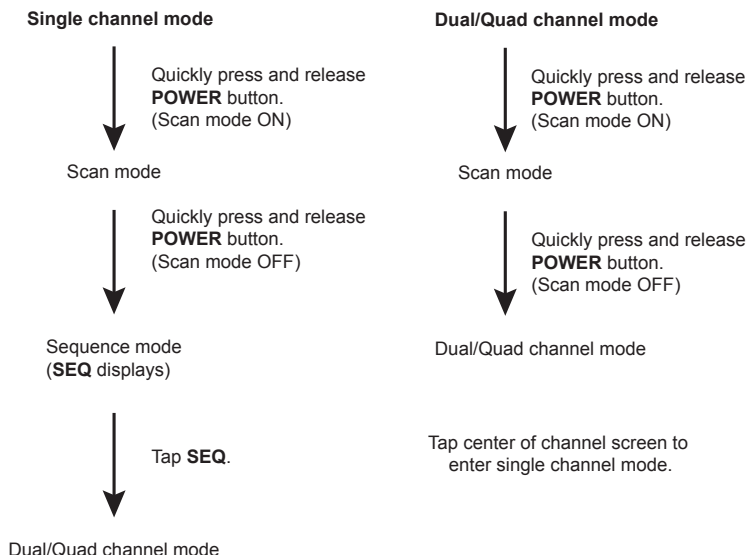 Single channel mode
Quickly press and release
POWER button.
(Scan mode ON)
Scan mode
Quickly press and release
POWER button.
(Scan mode OFF)
Sequence mode
(SEQ displays)
Tap SEQ.
Dual/Quad channel mode
Dual/Quad channel mode
Quickly press and release
POWER button.
(Scan mode ON)
Scan mode
Quickly press and release
POWER button.
(Scan mode OFF)
Dual/Quad channel mode
Tap center of channel screen to
enter single channel mode.